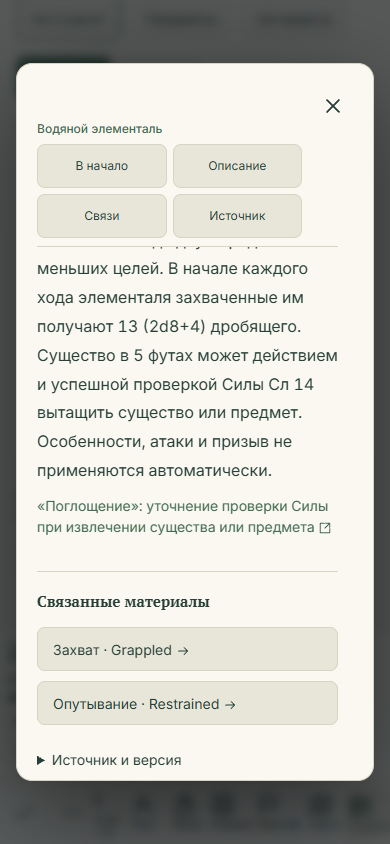 Водяной элементаль
В начало
Описание
Связи
Источник
меньших целей. В начале каждого
хода элементаля захваченные им
получают 13 (2d8+4) дробящего.
Существо в 5 футах может действием
и успешной проверкой Силы Сл 14
вытащить существо или предмет.
Особенности, атаки и призыв не
применяются автоматически.
«Поглощение»: уточнение проверки Силы
при извлечении существа или предмета
Связанные материалы
Захват · Grappled →
Опутывание · Restrained →
Источник и версия